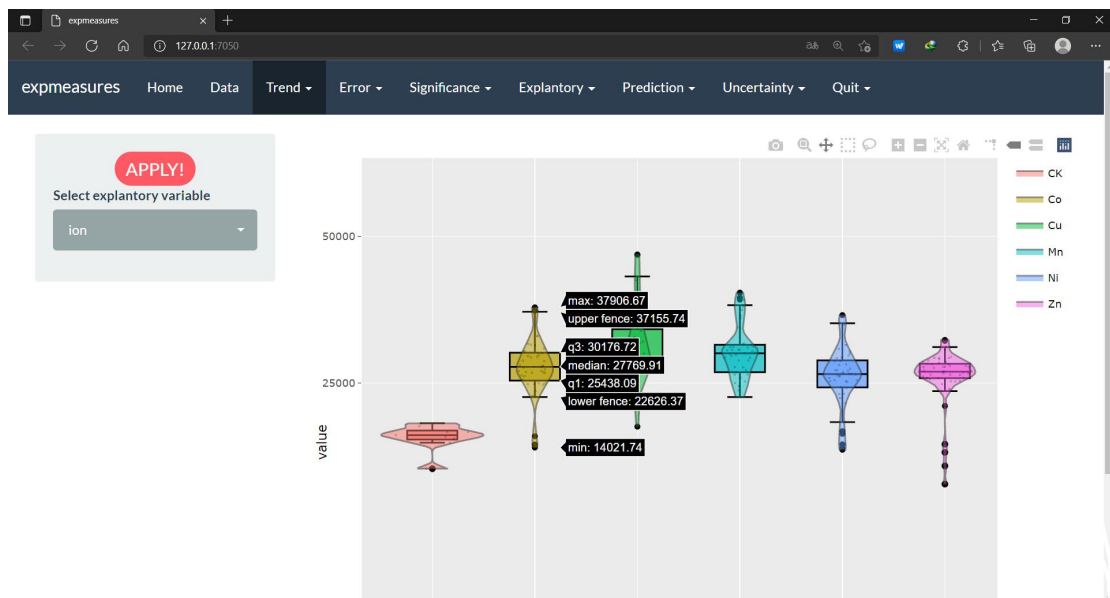 expmeasures
127.0.0.1:7050
expmeasures Home Data Trend Error Significance Explantory Prediction Uncertainty Quit
APPLY!
Select explantory variable
ion
CK
Co
Cu
Mn
Ni
Zn
50000
25000
value
max: 37906.67
upper fence: 37155.74
q3: 30176.72
median: 27769.91
q1: 25438.09
lower fence: 22626.37
min: 14021.74